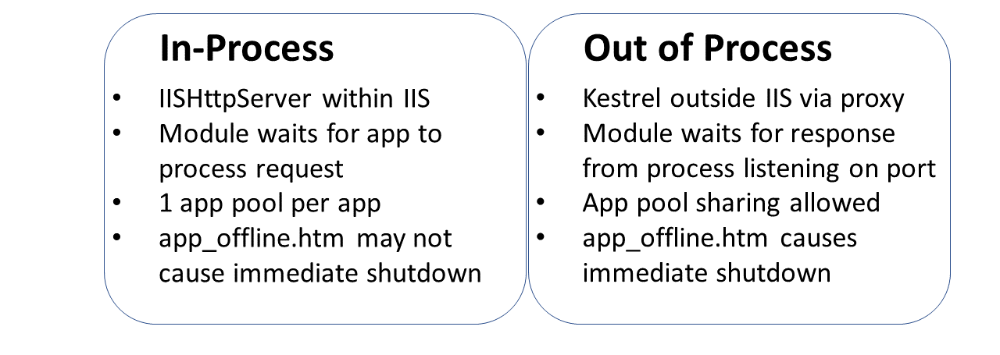 In-Process
• IISHttpServer within IIS
• Module waits for app to
process request
• 1 app pool per app
• app_offline.htm may not
cause immediate shutdown
Out of Process
• Kestrel outside IIS via proxy
• Module waits for response
from process listening on port
• App pool sharing allowed
• app_offline.htm causes
immediate shutdown